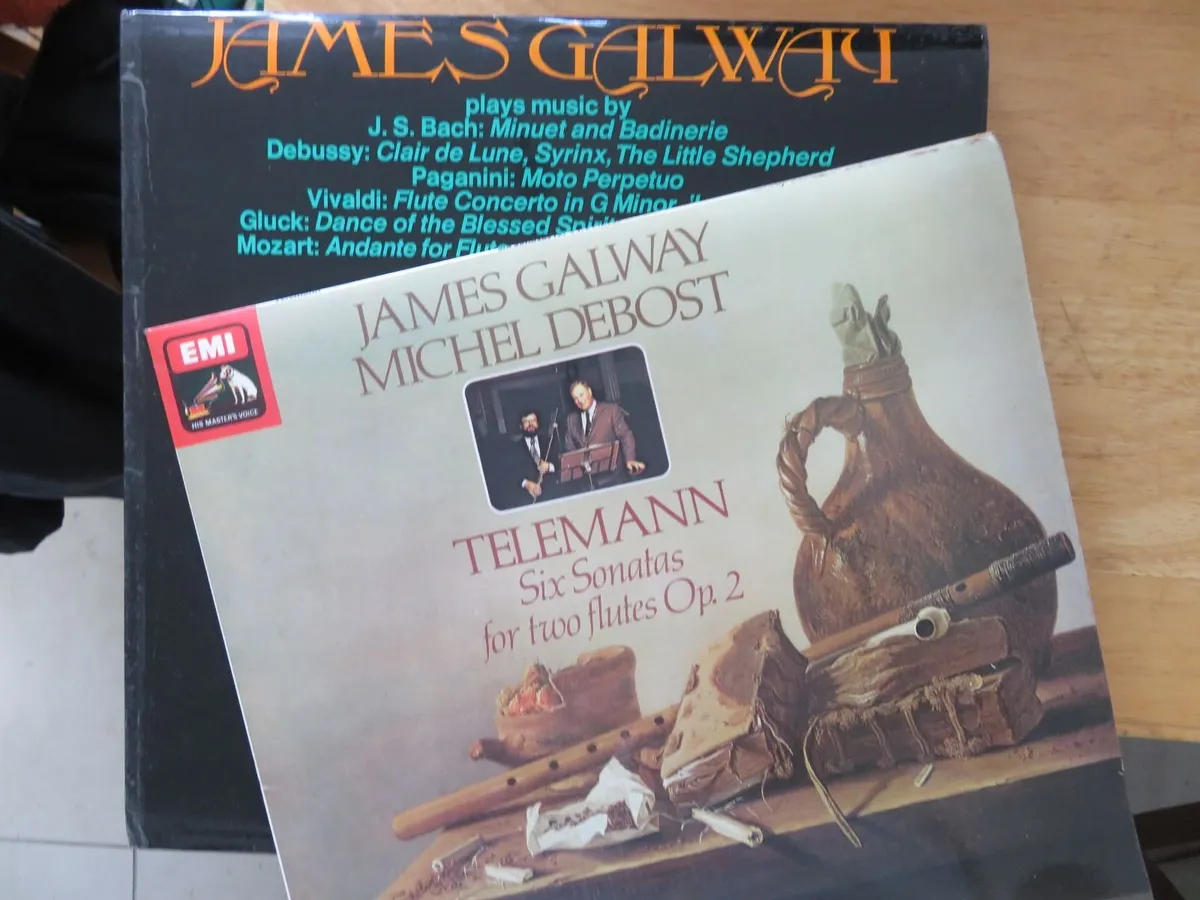 JAMES GALWAY
plays music by
J. S. Bach: Minuet and Badinerie
Debussy: Clair de Lune, Syrinx, The Little Shepherd
Paganini: Moto Perpetuo
Vivaldi: Flute Concerto in G Minor,
Gluck: Dance of the Blessed
Mozart: Andante for
JAMES GALWAY
MICHEL DEBOST
EMI
HIS MASTER'S VOICE
TELEMANN
Six Sonatas
for two flutes Op. 2